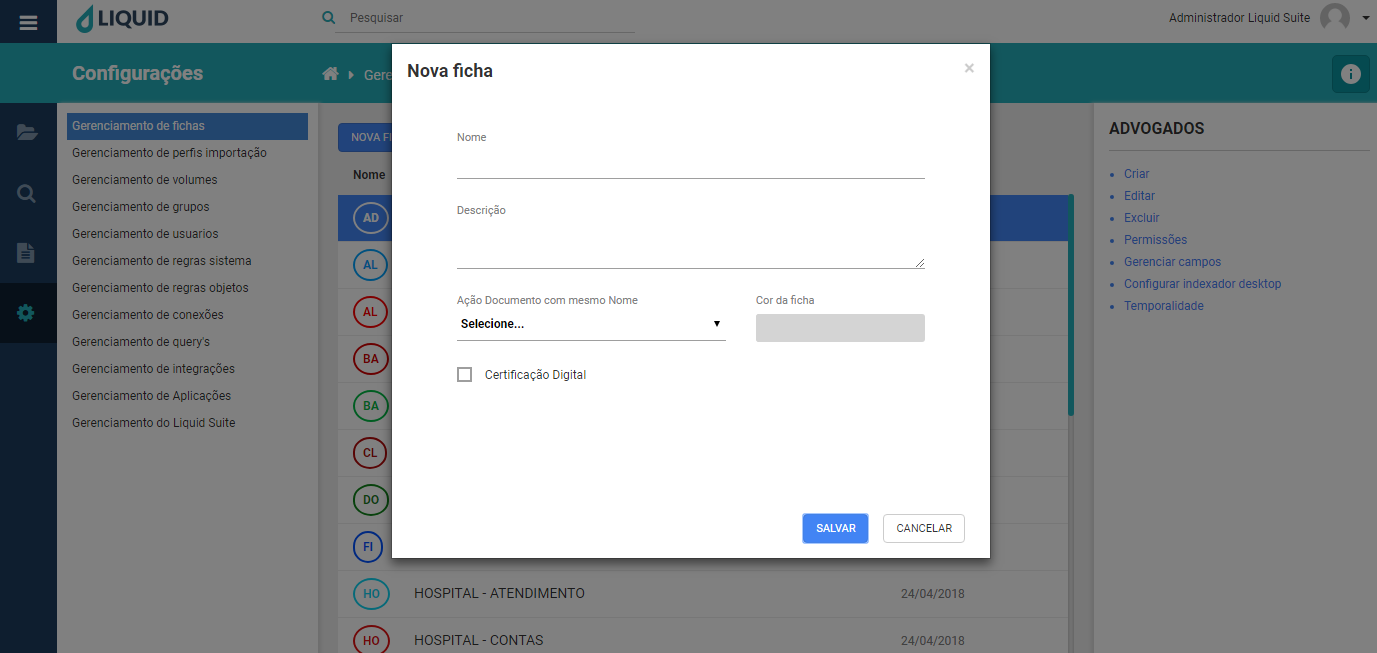 LIQUID
Pesquisar
Administrador Liquid Suite
Configurações
Gere
Gerenciamento de fichas
Gerenciamento de perfis importação
Gerenciamento de volumes
Gerenciamento de grupos
Gerenciamento de usuarios
Gerenciamento de regras sistema
Gerenciamento de regras objetos
Gerenciamento de conexões
Gerenciamento de query's
Gerenciamento de integrações
Gerenciamento de Aplicações
Gerenciamento do Liquid Suite
NOVA FI
Nome
AD
AL
AL
BA
BA
CL
DO
FI
HO HOSPITAL - ATENDIMENTO 24/04/2018
HO HOSPITAL - CONTAS 24/04/2018
Nova ficha
×
Nome
Descrição
Ação Documento com mesmo Nome
Selecione...
Cor da ficha
Certificação Digital
SALVAR
CANCELAR
ADVOGADOS
Criar
Editar
Excluir
Permissões
Gerenciar campos
Configurar indexador desktop
Temporalidade